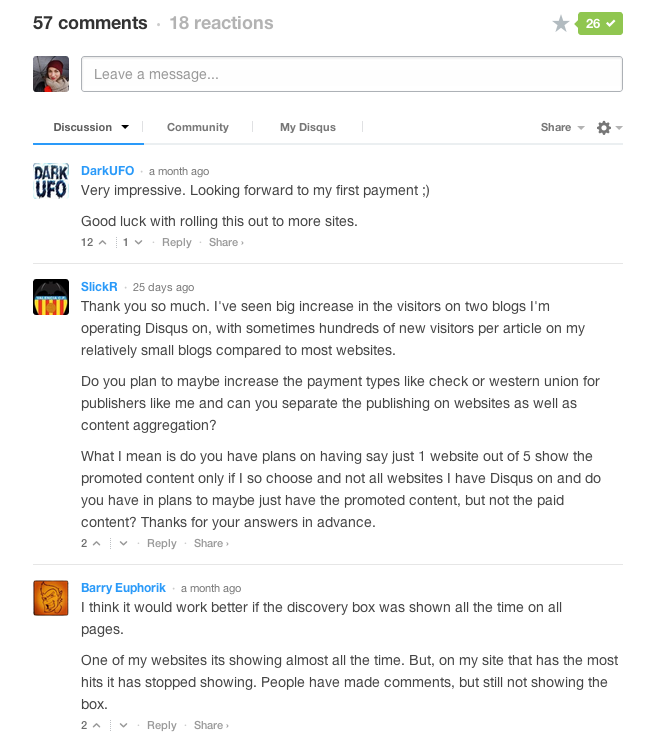 57 comments · 18 reactions
26
Leave a message...
Discussion
Community
My Disqus
Share
DARK
UFO
DarkUFO · a month ago
Very impressive. Looking forward to my first payment ;)
Good luck with rolling this out to more sites.
12 1 · Reply · Share ›
SlickR · 25 days ago
Thank you so much. I've seen big increase in the visitors on two blogs I'm
operating Disqus on, with sometimes hundreds of new visitors per article on my
relatively small blogs compared to most websites.
Do you plan to maybe increase the payment types like check or western union for
publishers like me and can you separate the publishing on websites as well as
content aggregation?
What I mean is do you have plans on having say just 1 website out of 5 show the
promoted content only if I so choose and not all websites I have Disqus on and do
you have in plans to maybe just have the promoted content, but not the paid
content? Thanks for your answers in advance.
2 · Reply · Share ›
Barry Euphorik · a month ago
I think it would work better if the discovery box was shown all the time on all
pages.
One of my websites its showing almost all the time. But, on my site that has the most
hits it has stopped showing. People have made comments, but still not showing the
box.
2 · Reply · Share ›